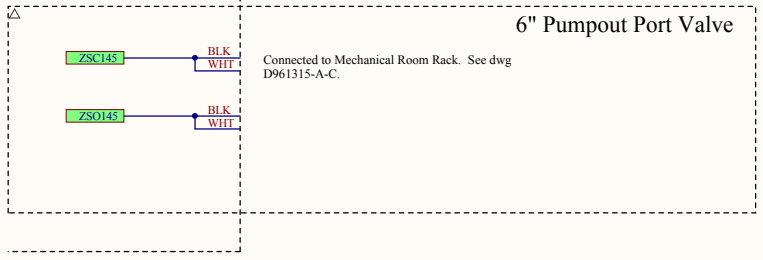 6" Pumpout Port Valve
ZSC145
BLK
WHT
Connected to Mechanical Room Rack. See dwg
D961315-A-C.
ZSO145
BLK
WHT